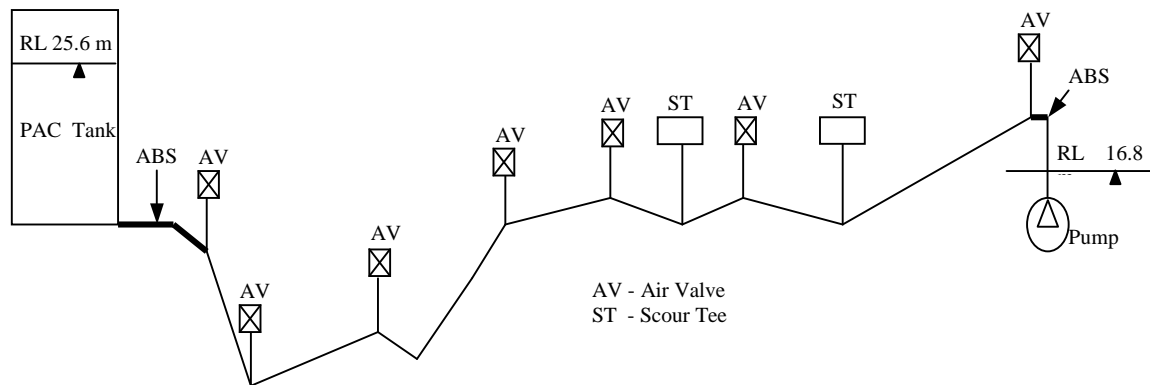 AV
RL 25.6 m
ABS
AV
ST
AV
ST
PAC Tank
AV
ABS
AV
RL 16.8
AV
Pump
AV
AV - Air Valve
ST - Scour Tee